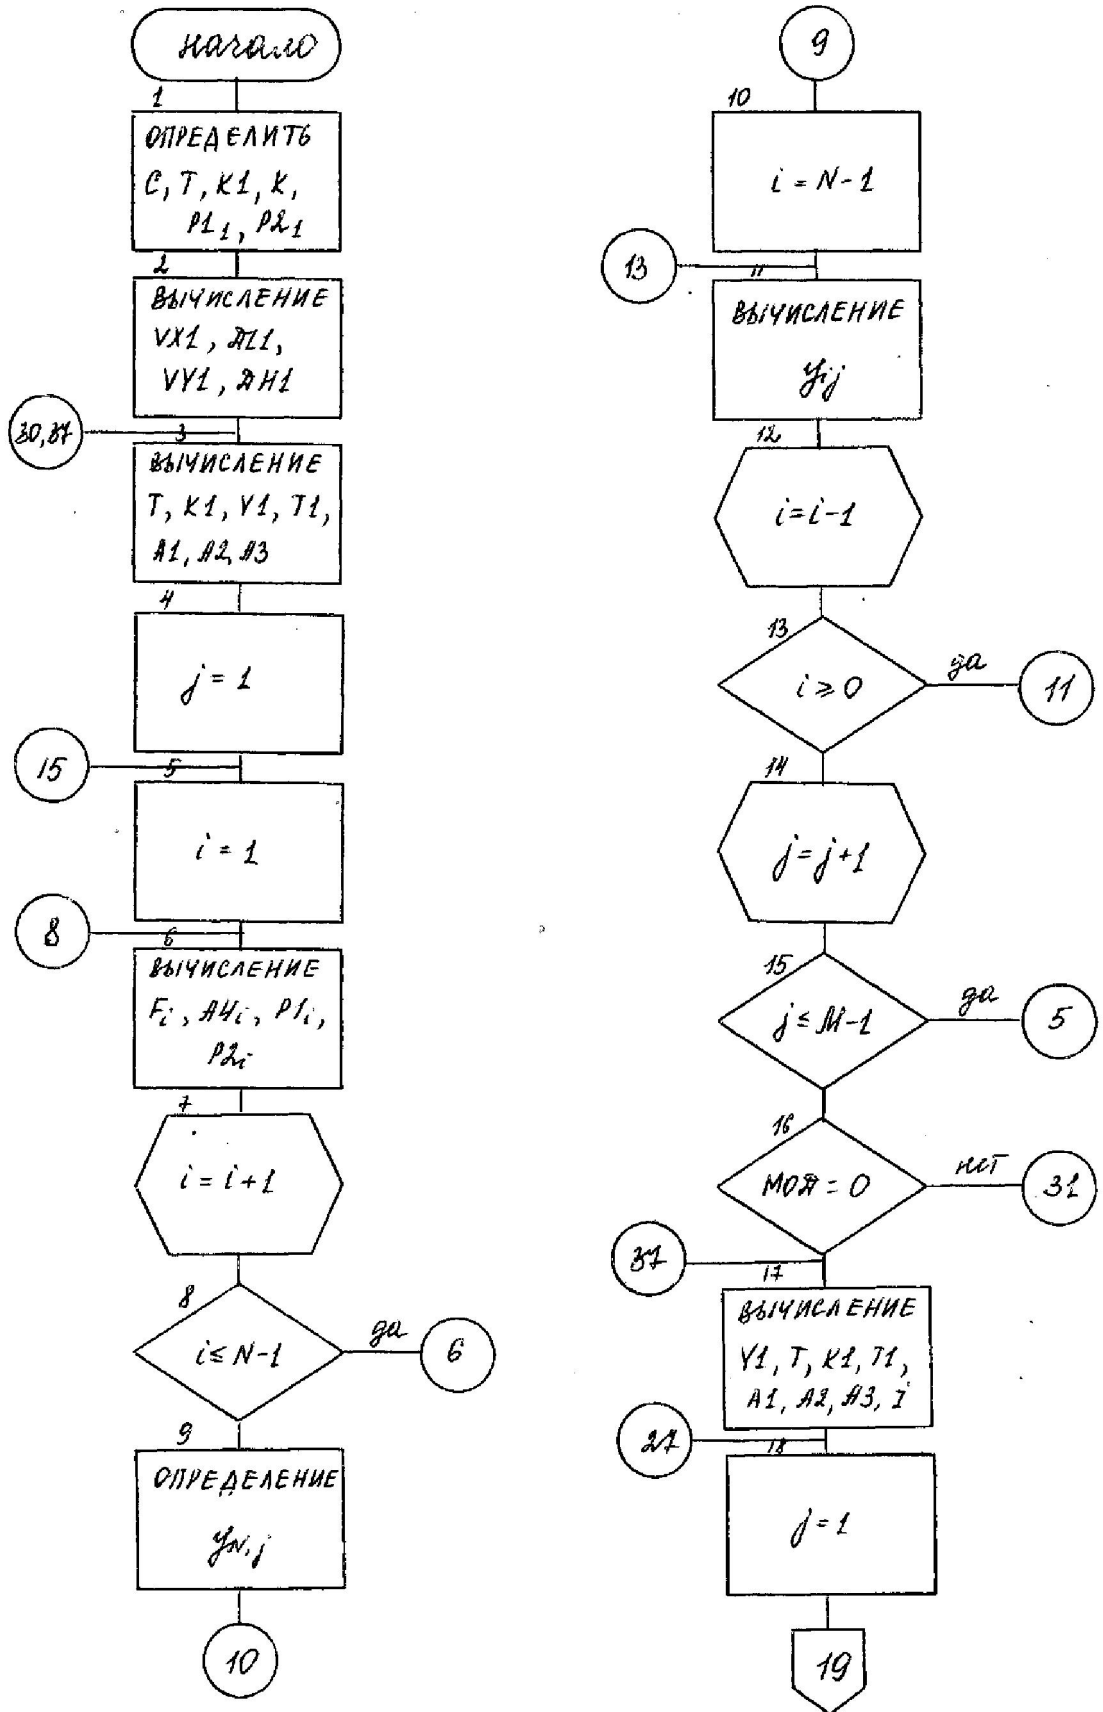 начало
1
ОПРЕДЕЛИТЬ
C, T, K1, K,
P1₁, P2₁
2
ВЫЧИСЛЕНИЕ
VX1, ДL1,
VY1, ДH1
30,37
3
ВЫЧИСЛЕНИЕ
T, K1, Y1, T1,
A1, A2, A3
4
j = 1
15
5
i = 1
8
6
ВЫЧИСЛЕНИЕ
Fᵢ, A4ᵢ, P1ᵢ,
P2ᵢ
7
i = i+1
8
i ≤ N-1
да
6
9
ОПРЕДЕЛЕНИЕ
yN,j
10
9
10
i = N-1
13
11
ВЫЧИСЛЕНИЕ
yij
12
i=i-1
13
i ≥ 0
да
11
14
j=j+1
15
j ≤ M-1
да
5
16
МОД = 0
нет
31
37
17
ВЫЧИСЛЕНИЕ
Y1, T, K1, T1,
A1, A2, A3, I
27
18
j = 1
19